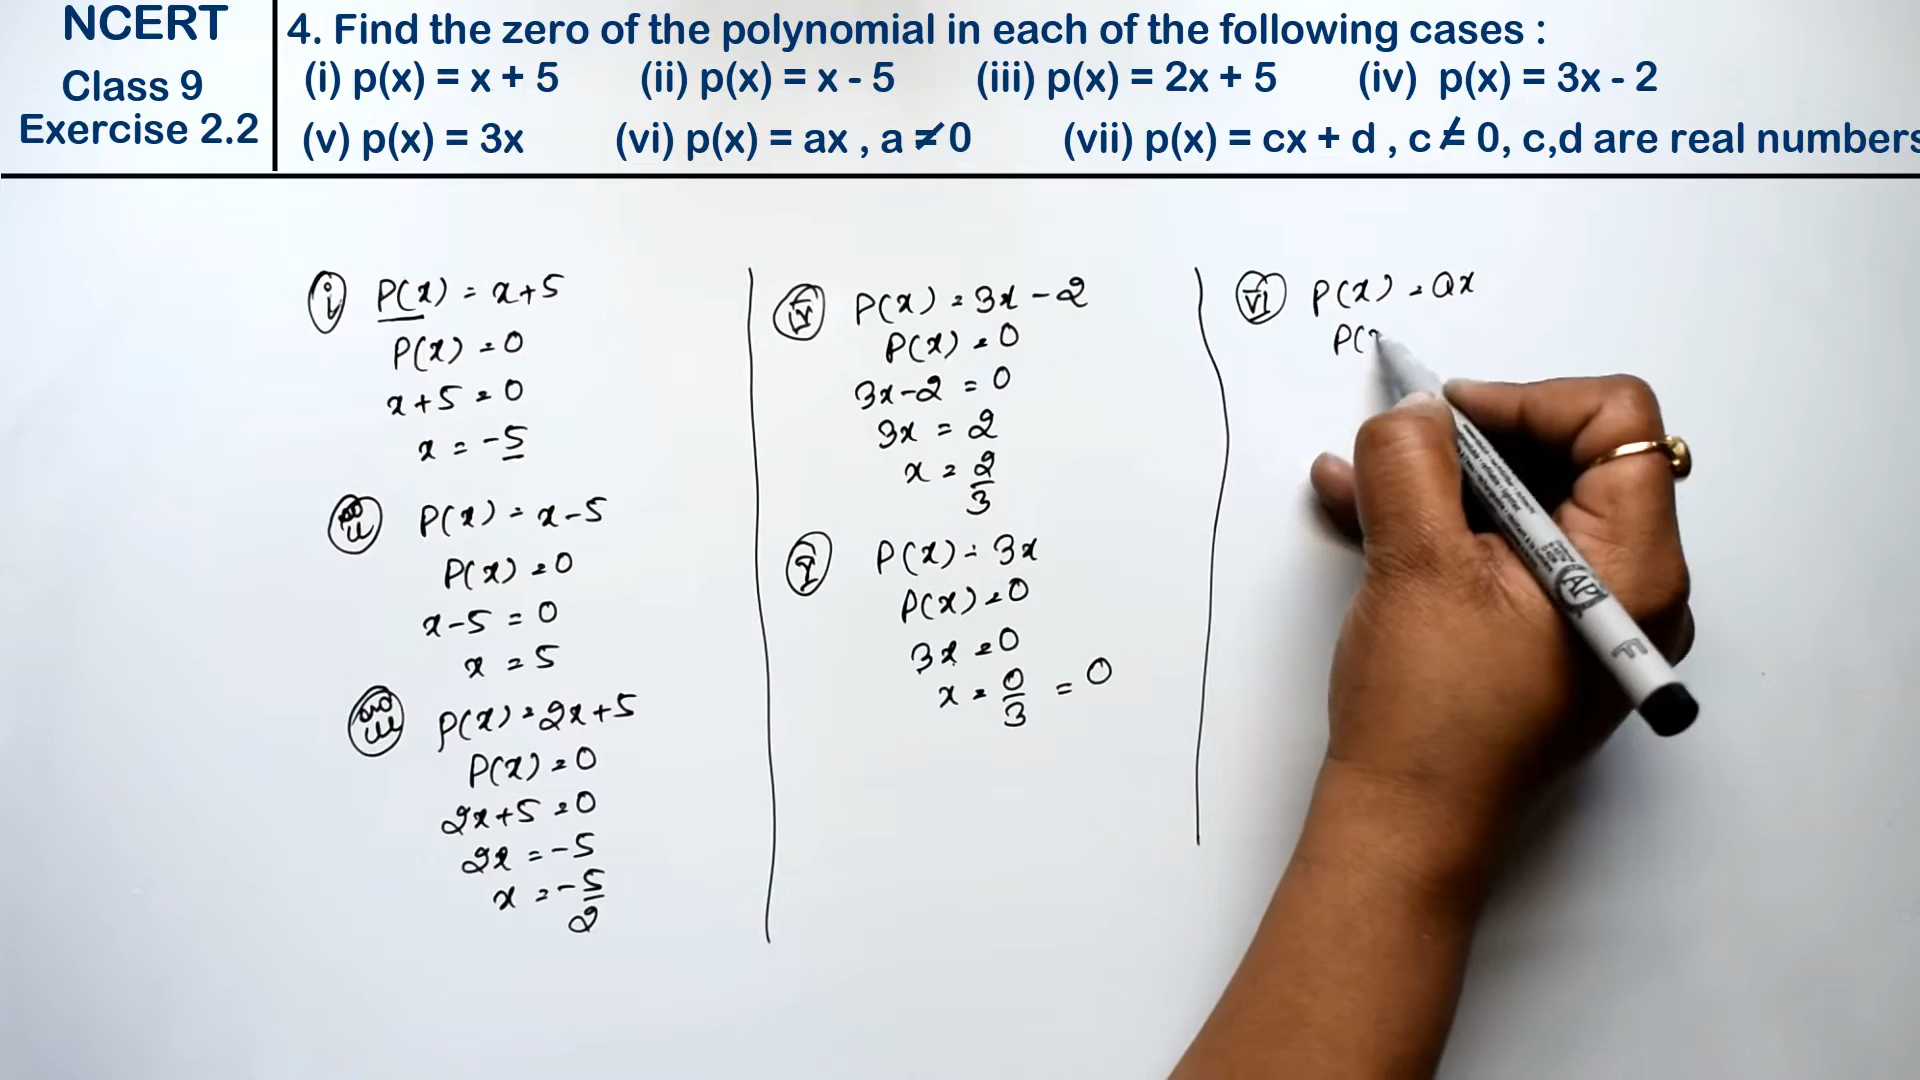 NCERT
Class 9
Exercise 2.2
4. Find the zero of the polynomial in each of the following cases :
(i) p(x) = x + 5 (ii) p(x) = x - 5 (iii) p(x) = 2x + 5 (iv) p(x) = 3x - 2
(v) p(x) = 3x (vi) p(x) = ax , a ≠ 0 (vii) p(x) = cx + d , c ≠ 0, c,d are real numbers
(i) P(x) = x+5
P(x) = 0
x+5 = 0
x = -5
(ii) P(x) = x-5
P(x) = 0
x-5 = 0
x = 5
(iii) P(x) = 2x+5
P(x) = 0
2x+5 = 0
2x = -5
x = -5/2
(iv) P(x) = 3x-2
P(x) = 0
3x-2 = 0
3x = 2
x = 2/3
(v) P(x) = 3x
P(x) = 0
3x = 0
x = 0/3 = 0
(vi) P(x) = ax
P(x
AP
F